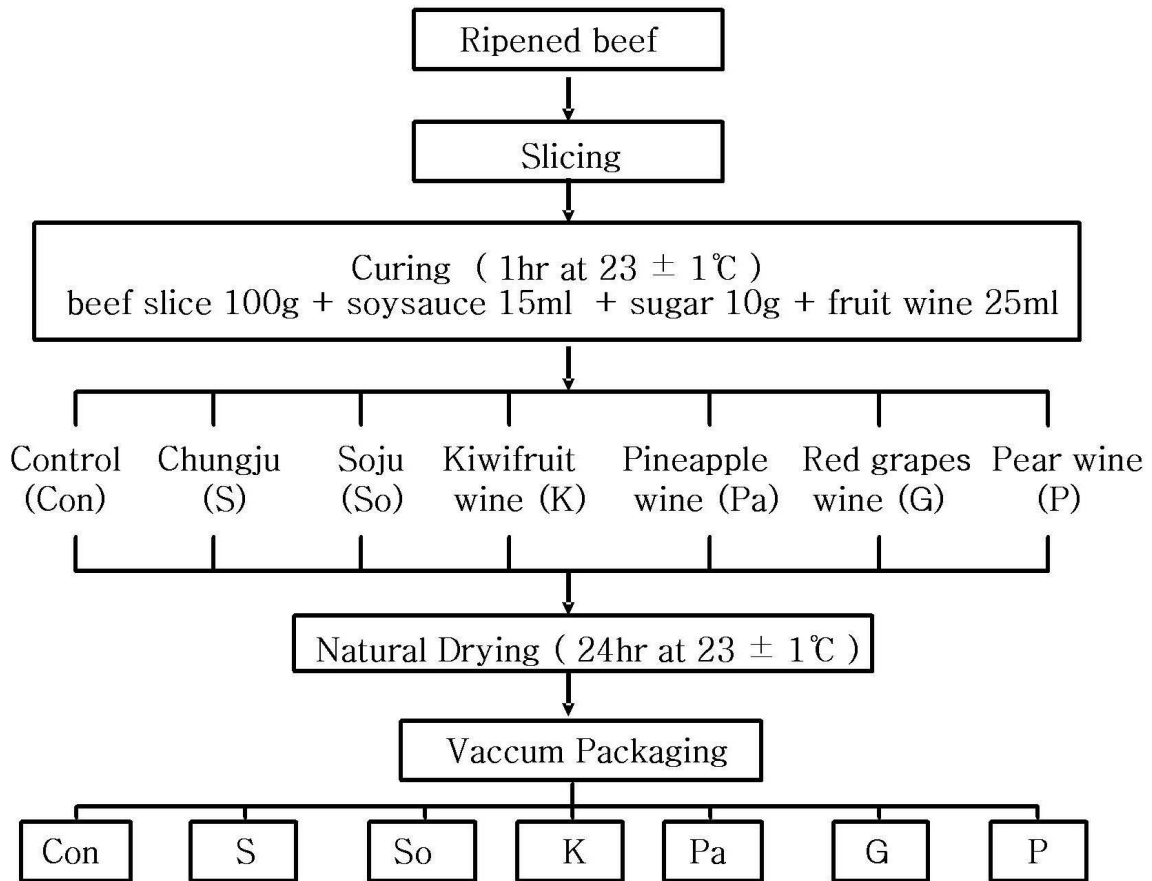 Ripened beef
Slicing
Curing ( 1hr at 23 ± 1℃)
beef slice 100g + soysauce 15ml + sugar 10g + fruit wine 25ml
Control
(Con)
Chungju
(S)
Soju
(So)
Kiwifruit
wine (K)
Pineapple
wine (Pa)
Red grapes
wine (G)
Pear wine
(P)
Natural Drying ( 24hr at 23 ± 1℃ )
Vaccum Packaging
Con
S
So
K
Pa
G
P